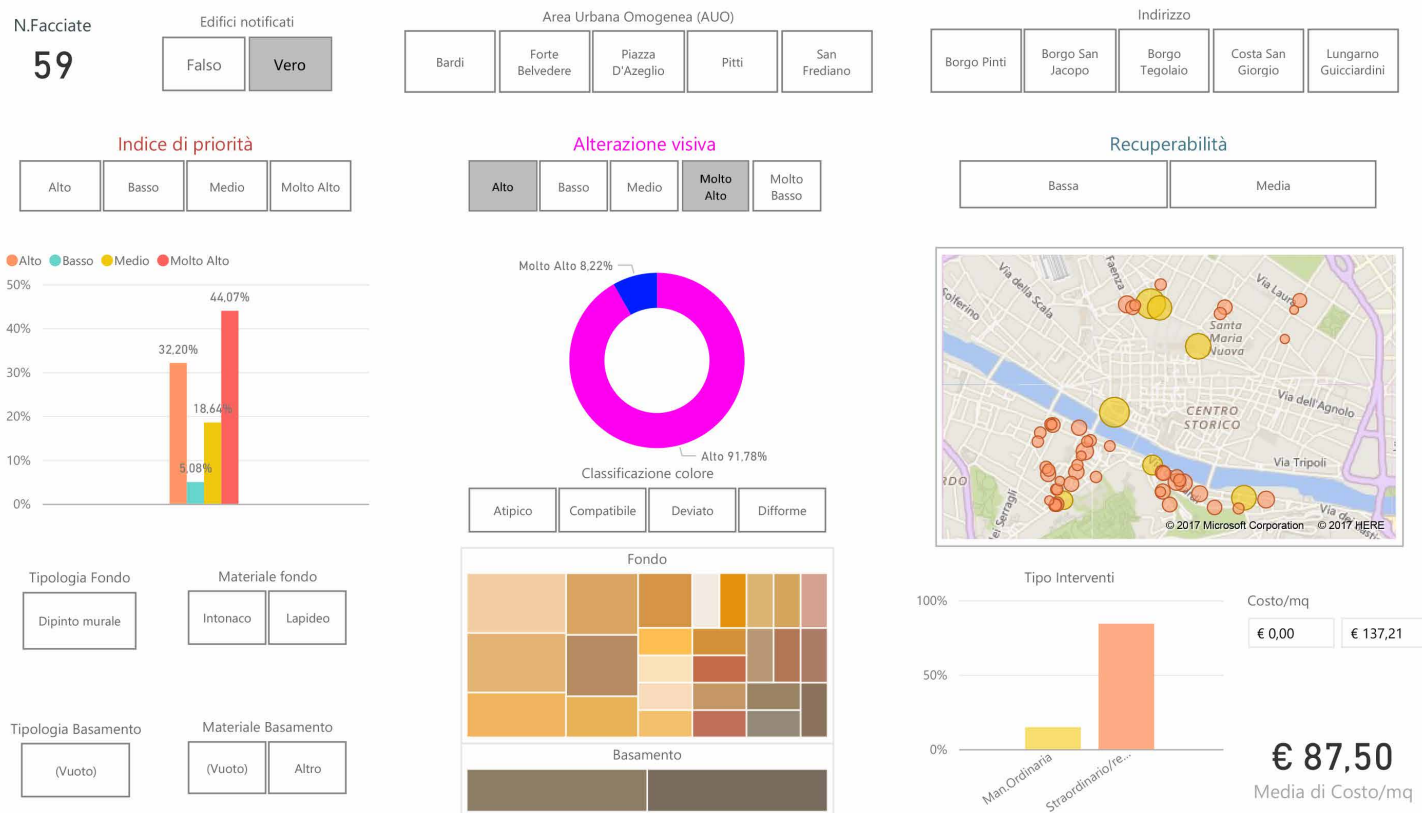 N.Facciate
59
Edifici notificati
Falso
Vero
Area Urbana Omogenea (AUO)
Bardi
Forte
Belvedere
Piazza
D'Azeglio
Pitti
San
Frediano
Indirizzo
Borgo Pinti
Borgo San
Jacopo
Borgo
Tegolaio
Costa San
Giorgio
Lungarno
Guicciardini
Indice di priorità
Alto
Basso
Medio
Molto Alto
Alterazione visiva
Alto
Basso
Medio
Molto
Alto
Molto
Basso
Recuperabilità
Bassa
Media
Alto
Basso
Medio
Molto Alto
50%
40%
30%
20%
10%
0%
32,20%
5,08%
18,64%
44,07%
Molto Alto 8,22%
Alto 91,78%
Via della Scala
Faenza
Solferino
Via Laura
Santa
Maria
Nuova
Via dell'Agnolo
CENTRO
STORICO
Via Tripoli
RDO
ei Serragli
© 2017 Microsoft Corporation
© 2017 HERE
Classificazione colore
Atipico
Compatibile
Deviato
Difforme
Fondo
Basamento
Tipologia Fondo
Dipinto murale
Materiale fondo
Intonaco
Lapideo
Tipologia Basamento
(Vuoto)
Materiale Basamento
(Vuoto)
Altro
Tipo Interventi
100%
50%
0%
Man.Ordinaria
Straordinario/re...
Costo/mq
€ 0,00
€ 137,21
€ 87,50
Media di Costo/mq